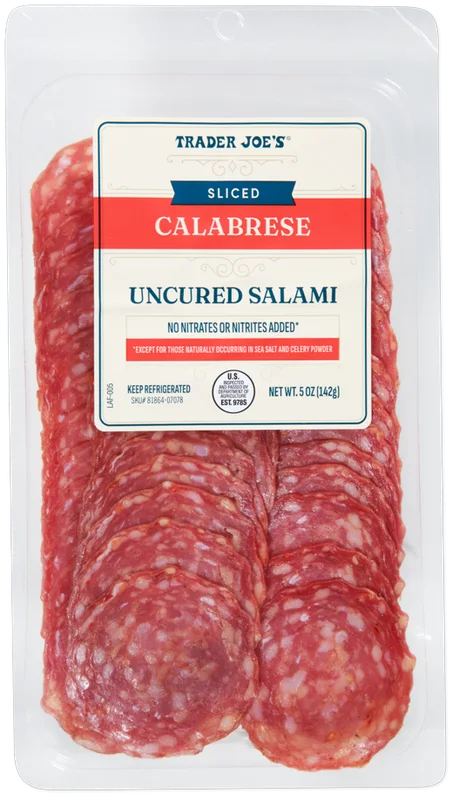 TRADER JOE'S®
SLICED
CALABRESE
UNCURED SALAMI
NO NITRATES OR NITRITES ADDED*
*EXCEPT FOR THOSE NATURALLY OCCURRING IN SEA SALT AND CELERY POWDER
LAF-005
KEEP REFRIGERATED
SKU# 81864-07078
U.S.
INSPECTED
AND PASSED BY
DEPARTMENT OF
AGRICULTURE
EST. 978S
NET WT. 5 OZ (142g)